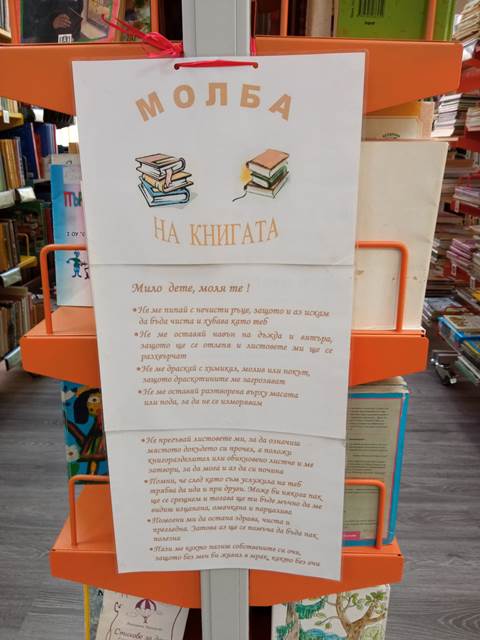 МОЛБА
НА КНИГАТА
Мило дете, моля те !
•Не ме пипай с нечисти ръце, защото и аз искам
да бъда чиста и хубава като теб
•Не ме оставяй навън на дъжда и вятъра,
защото ще се отлепя и листовете ми ще се
разхвърчат
•Не ме драскай с химикал, молив или нокът,
защото драскотините ме загрозяват
•Не ме оставяй разтворена върху масата
или пода, за да не се измърсявам
•Не прегъвай листовете ми, за да означиш
мястото докъдето си прочел, а положи
книгоразделител или обикновено листче и ме
затвори, за да мога и аз да си почина
•Помни, че след като съм услужила на теб
трябва да ида и при други. Може би някога пак
ще се срещнем и тогава ще ти бъде мъчно да ме
видиш изцапана, омачкана и парцалива
•Помогни ми да остана здрава, чиста и
прегледна. Затова аз ще се помъча да бъда пак
полезна
•Пази ме както пазиш собствените си очи,
защото без мен би живял в мрак, както без очи
Стихове за